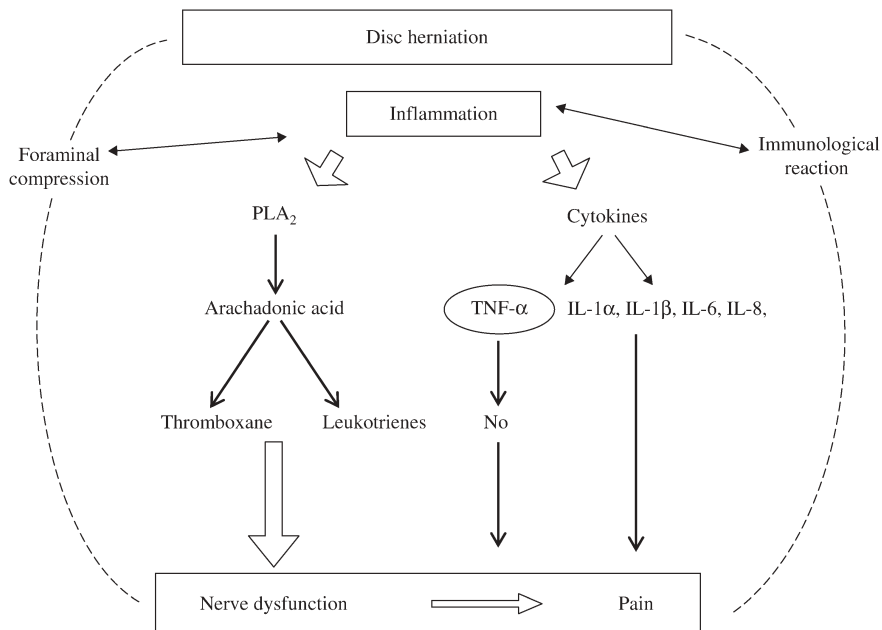 Disc herniation
Inflammation
Foraminal
compression
Immunological
reaction
PLA₂
Cytokines
Arachadonic acid
TNF-α
IL-1α, IL-1β, IL-6, IL-8,
Thromboxane
Leukotrienes
No
Nerve dysfunction
Pain